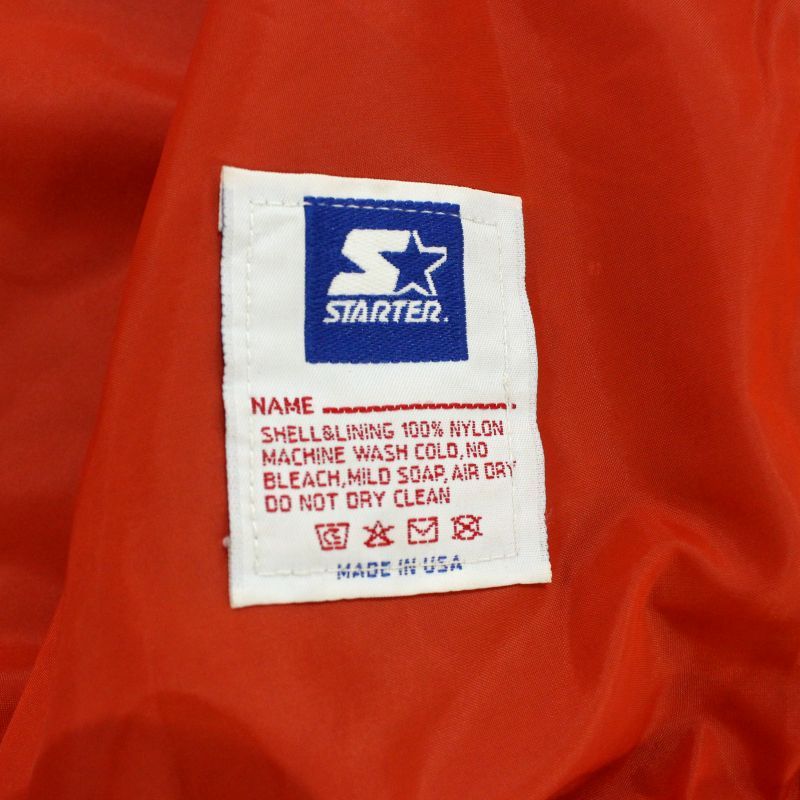 STARTER.
NAME
SHELL&LINING 100% NYLON
MACHINE WASH COLD,NO
BLEACH,MILD SOAP,AIR DRY
DO NOT DRY CLEAN
MADE IN USA